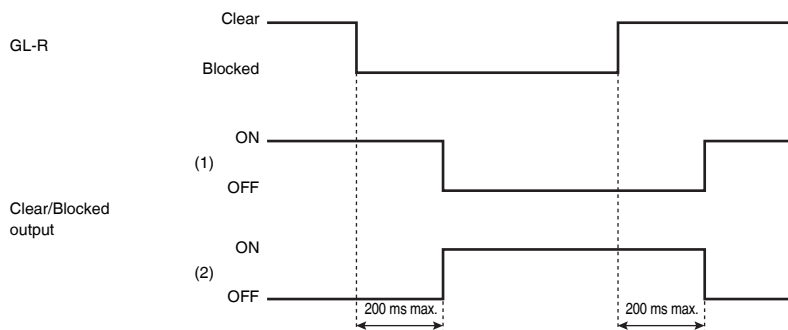 Clear
GL-R
Blocked
ON
(1)
OFF
Clear/Blocked
output
ON
(2)
OFF
200 ms max.
200 ms max.